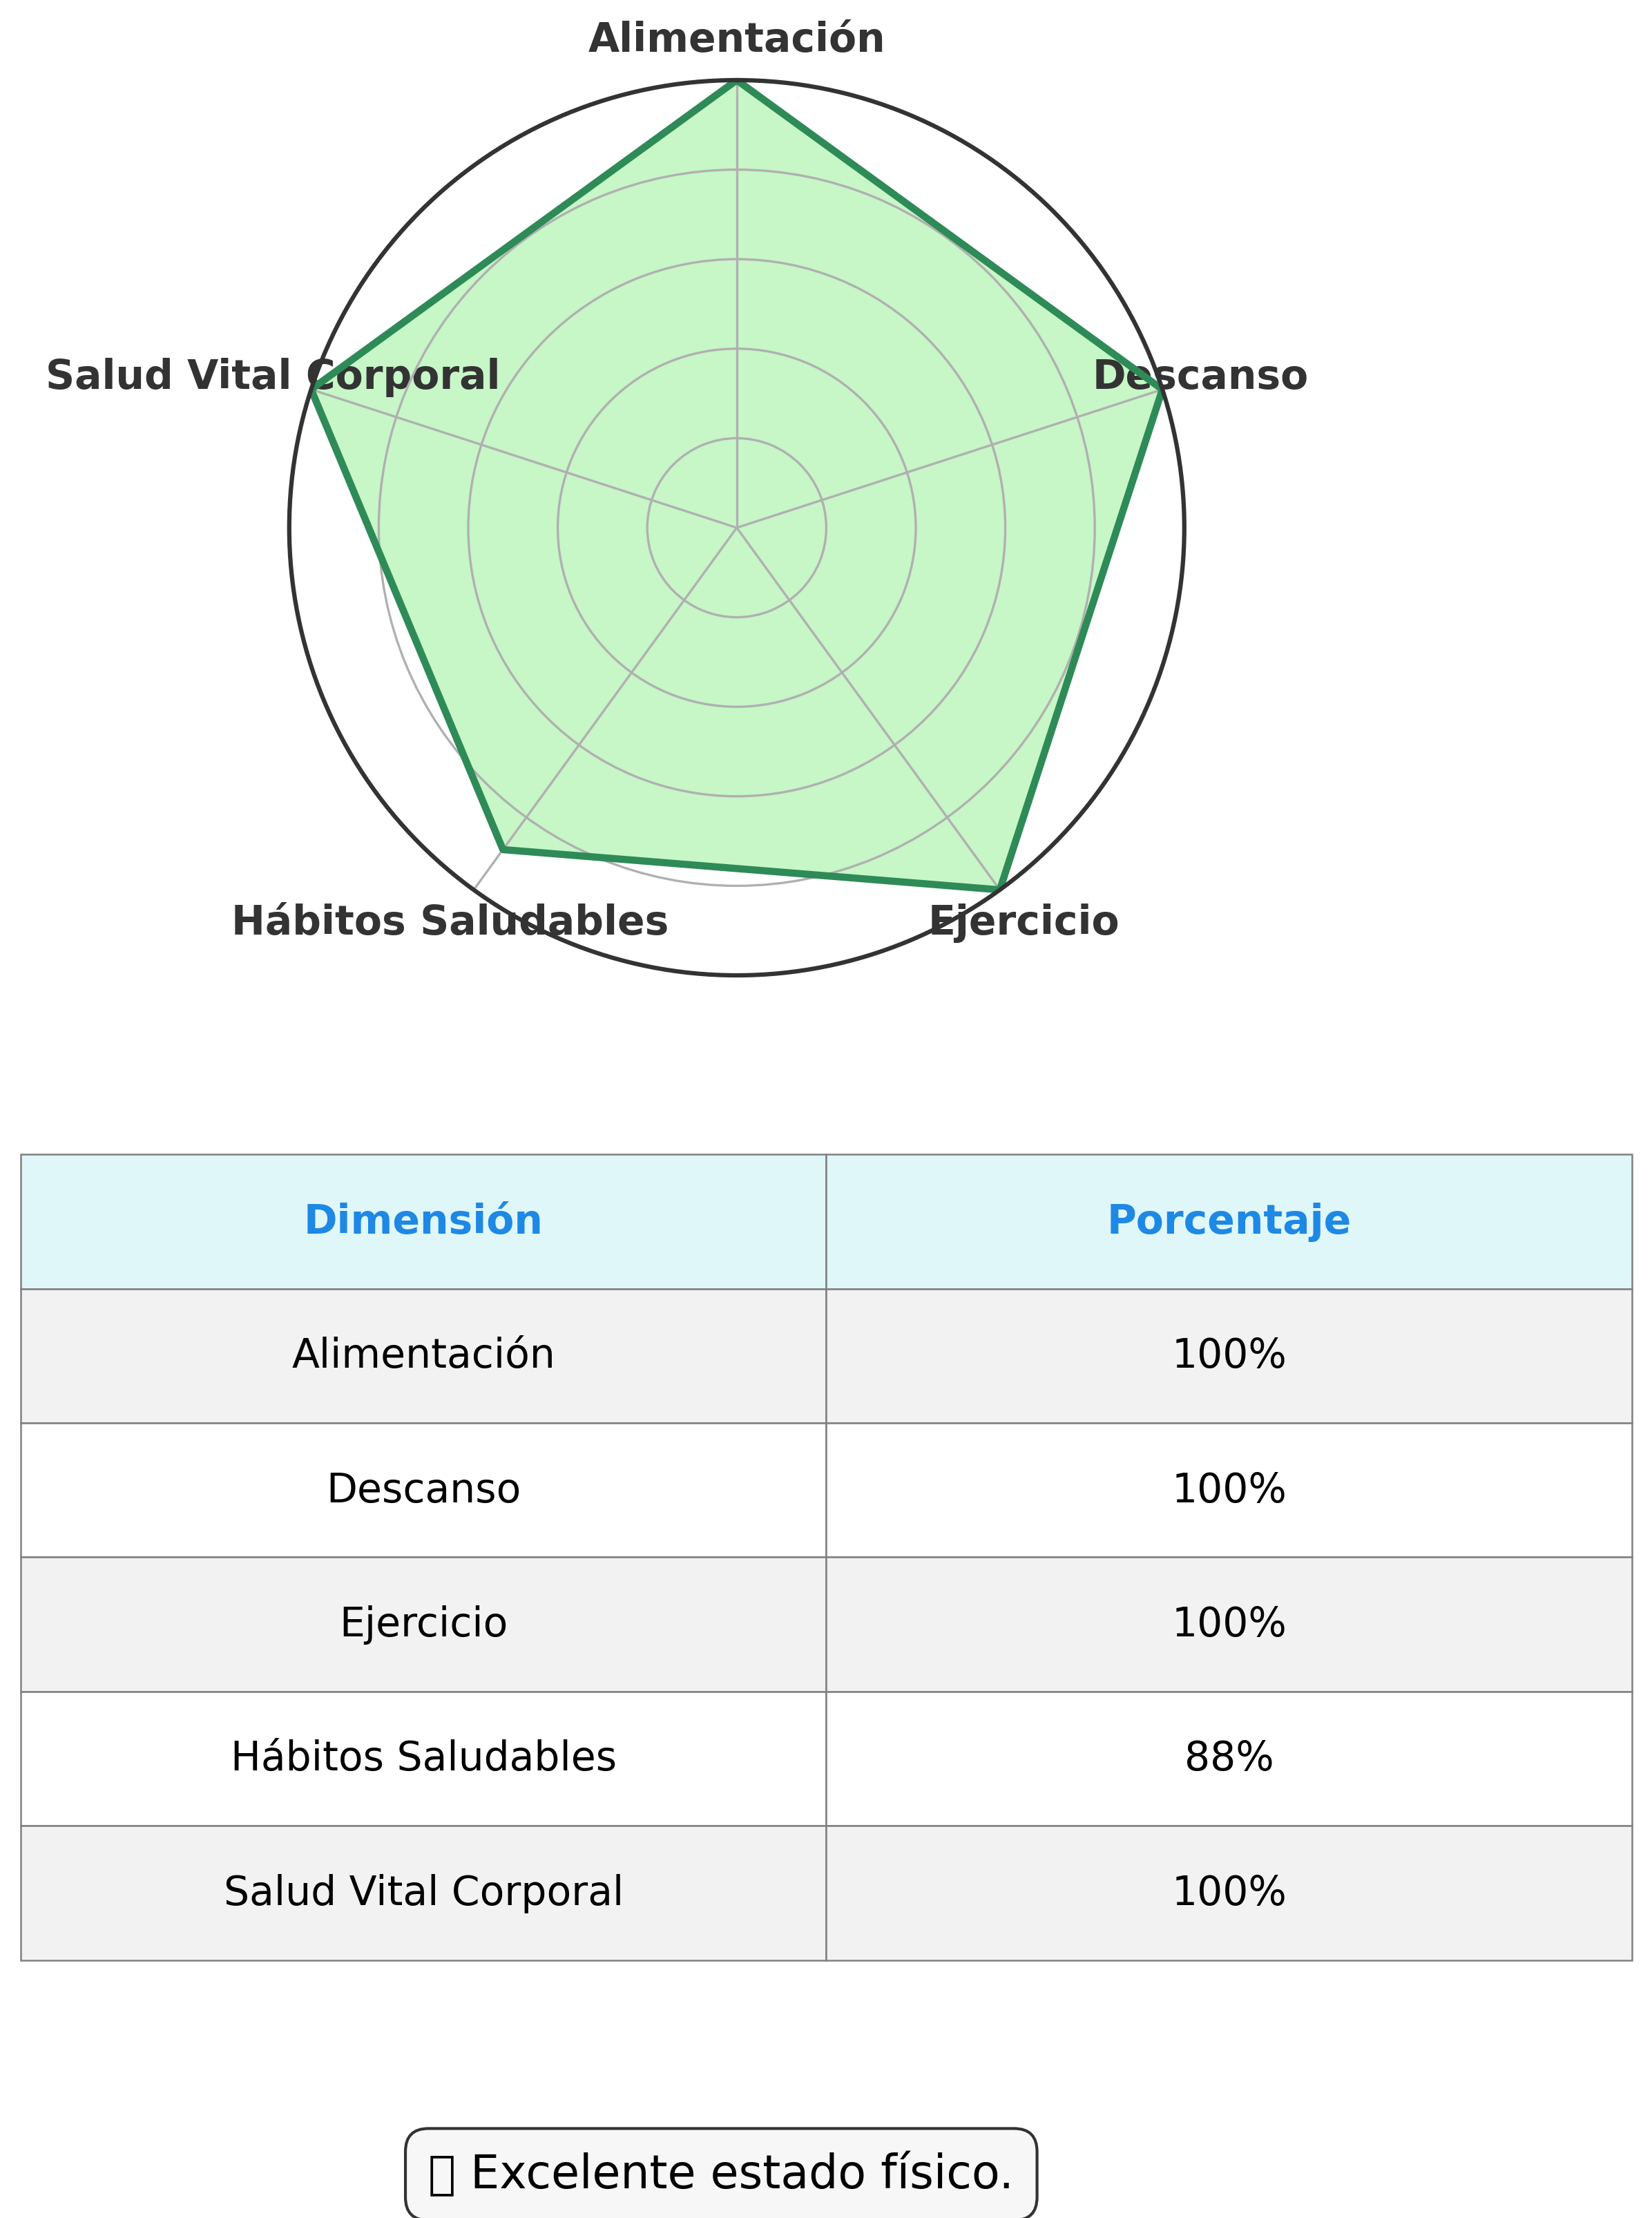 Alimentación
Salud Vital Corporal
Descanso
Hábitos Saludables
Ejercicio
Dimensión Porcentaje
Alimentación 100%
Descanso 100%
Ejercicio 100%
Hábitos Saludables 88%
Salud Vital Corporal 100%
Excelente estado físico.